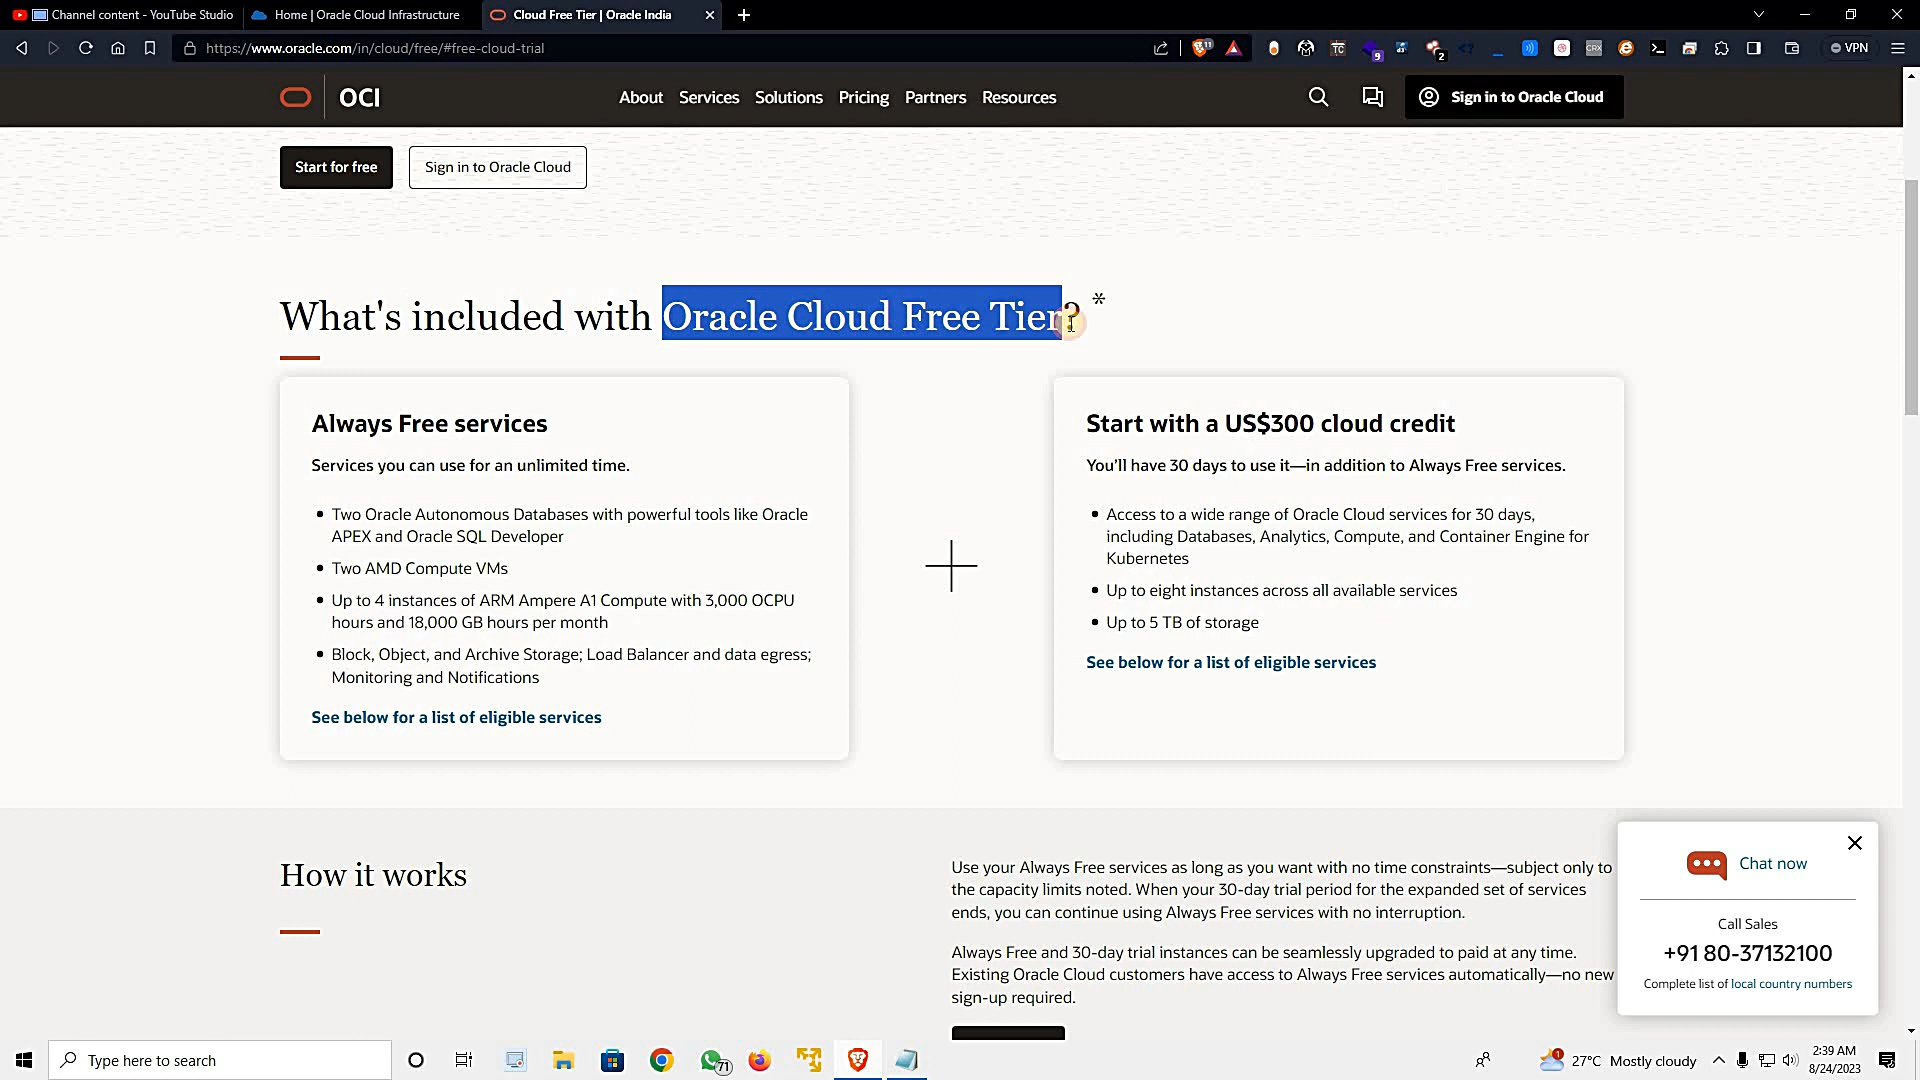 Channel content - YouTube Studio
Home | Oracle Cloud Infrastructure
Cloud Free Tier | Oracle India
https://www.oracle.com/in/cloud/free/#free-cloud-trial
11
TC
9
2
CRX
VPN
OCI
About
Services
Solutions
Pricing
Partners
Resources
Sign in to Oracle Cloud
Start for free
Sign in to Oracle Cloud
What's included with Oracle Cloud Free Tier? *
Always Free services
Services you can use for an unlimited time.
• Two Oracle Autonomous Databases with powerful tools like Oracle
APEX and Oracle SQL Developer
• Two AMD Compute VMs
• Up to 4 instances of ARM Ampere A1 Compute with 3,000 OCPU
hours and 18,000 GB hours per month
• Block, Object, and Archive Storage; Load Balancer and data egress;
Monitoring and Notifications
See below for a list of eligible services
Start with a US$300 cloud credit
You'll have 30 days to use it—in addition to Always Free services.
• Access to a wide range of Oracle Cloud services for 30 days,
including Databases, Analytics, Compute, and Container Engine for
Kubernetes
• Up to eight instances across all available services
• Up to 5 TB of storage
See below for a list of eligible services
How it works
Use your Always Free services as long as you want with no time constraints—subject only to
the capacity limits noted. When your 30-day trial period for the expanded set of services
ends, you can continue using Always Free services with no interruption.
Always Free and 30-day trial instances can be seamlessly upgraded to paid at any time.
Existing Oracle Cloud customers have access to Always Free services automatically—no new
sign-up required.
Chat now
Call Sales
+91 80-37132100
Complete list of local country numbers
Type here to search
71
1
27°C Mostly cloudy
2:39 AM
8/24/2023